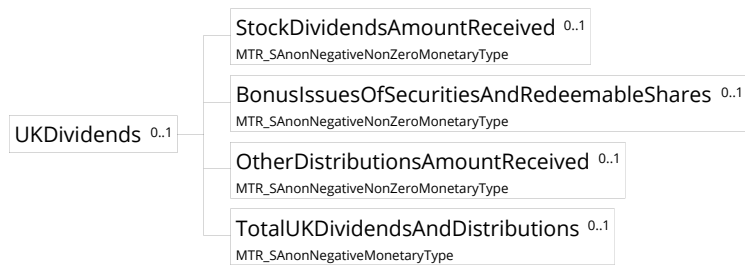 StockDividendsAmountReceived 0..1
MTR_SAnonNegativeNonZeroMonetaryType
BonusIssuesOfSecuritiesAndRedeemableShares 0..1
MTR_SAnonNegativeNonZeroMonetaryType
UKDividends 0..1
OtherDistributionsAmountReceived 0..1
MTR_SAnonNegativeNonZeroMonetaryType
TotalUKDividendsAndDistributions 0..1
MTR_SAnonNegativeMonetaryType